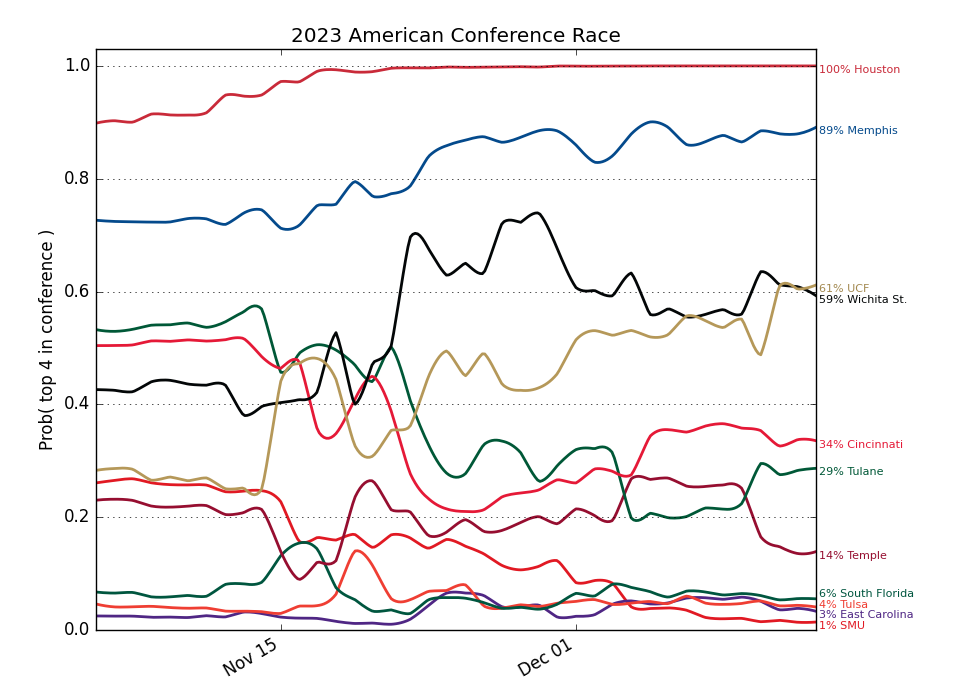 2023 American Conference Race
Prob( top 4 in conference )
1.0
0.8
0.6
0.4
0.2
0.0
Nov 15
Dec 01
100% Houston
89% Memphis
61% UCF
59% Wichita St.
34% Cincinnati
29% Tulane
14% Temple
6% South Florida
4% Tulsa
3% East Carolina
1% SMU